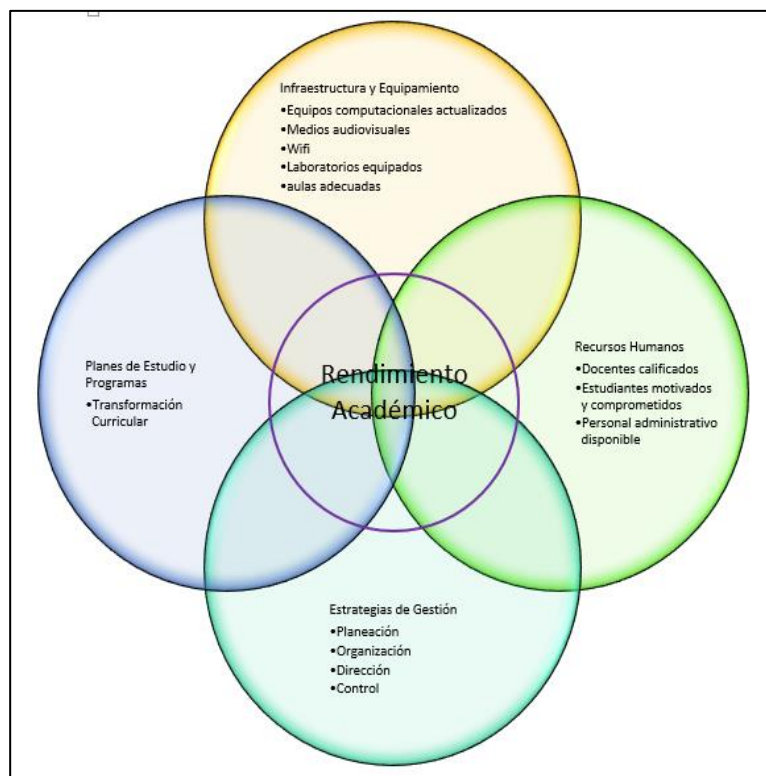 Infraestructura y Equipamiento
•Equipos computacionales actualizados
•Medios audiovisuales
•Wifi
•Laboratorios equipados
•aulas adecuadas
Planes de Estudio y
Programas
•Transformación
Curricular
Rendimiento
Académico
Recursos Humanos
•Docentes calificados
•Estudiantes motivados
y comprometidos
•Personal administrativo
disponible
Estrategias de Gestión
•Planeación
•Organización
•Dirección
•Control